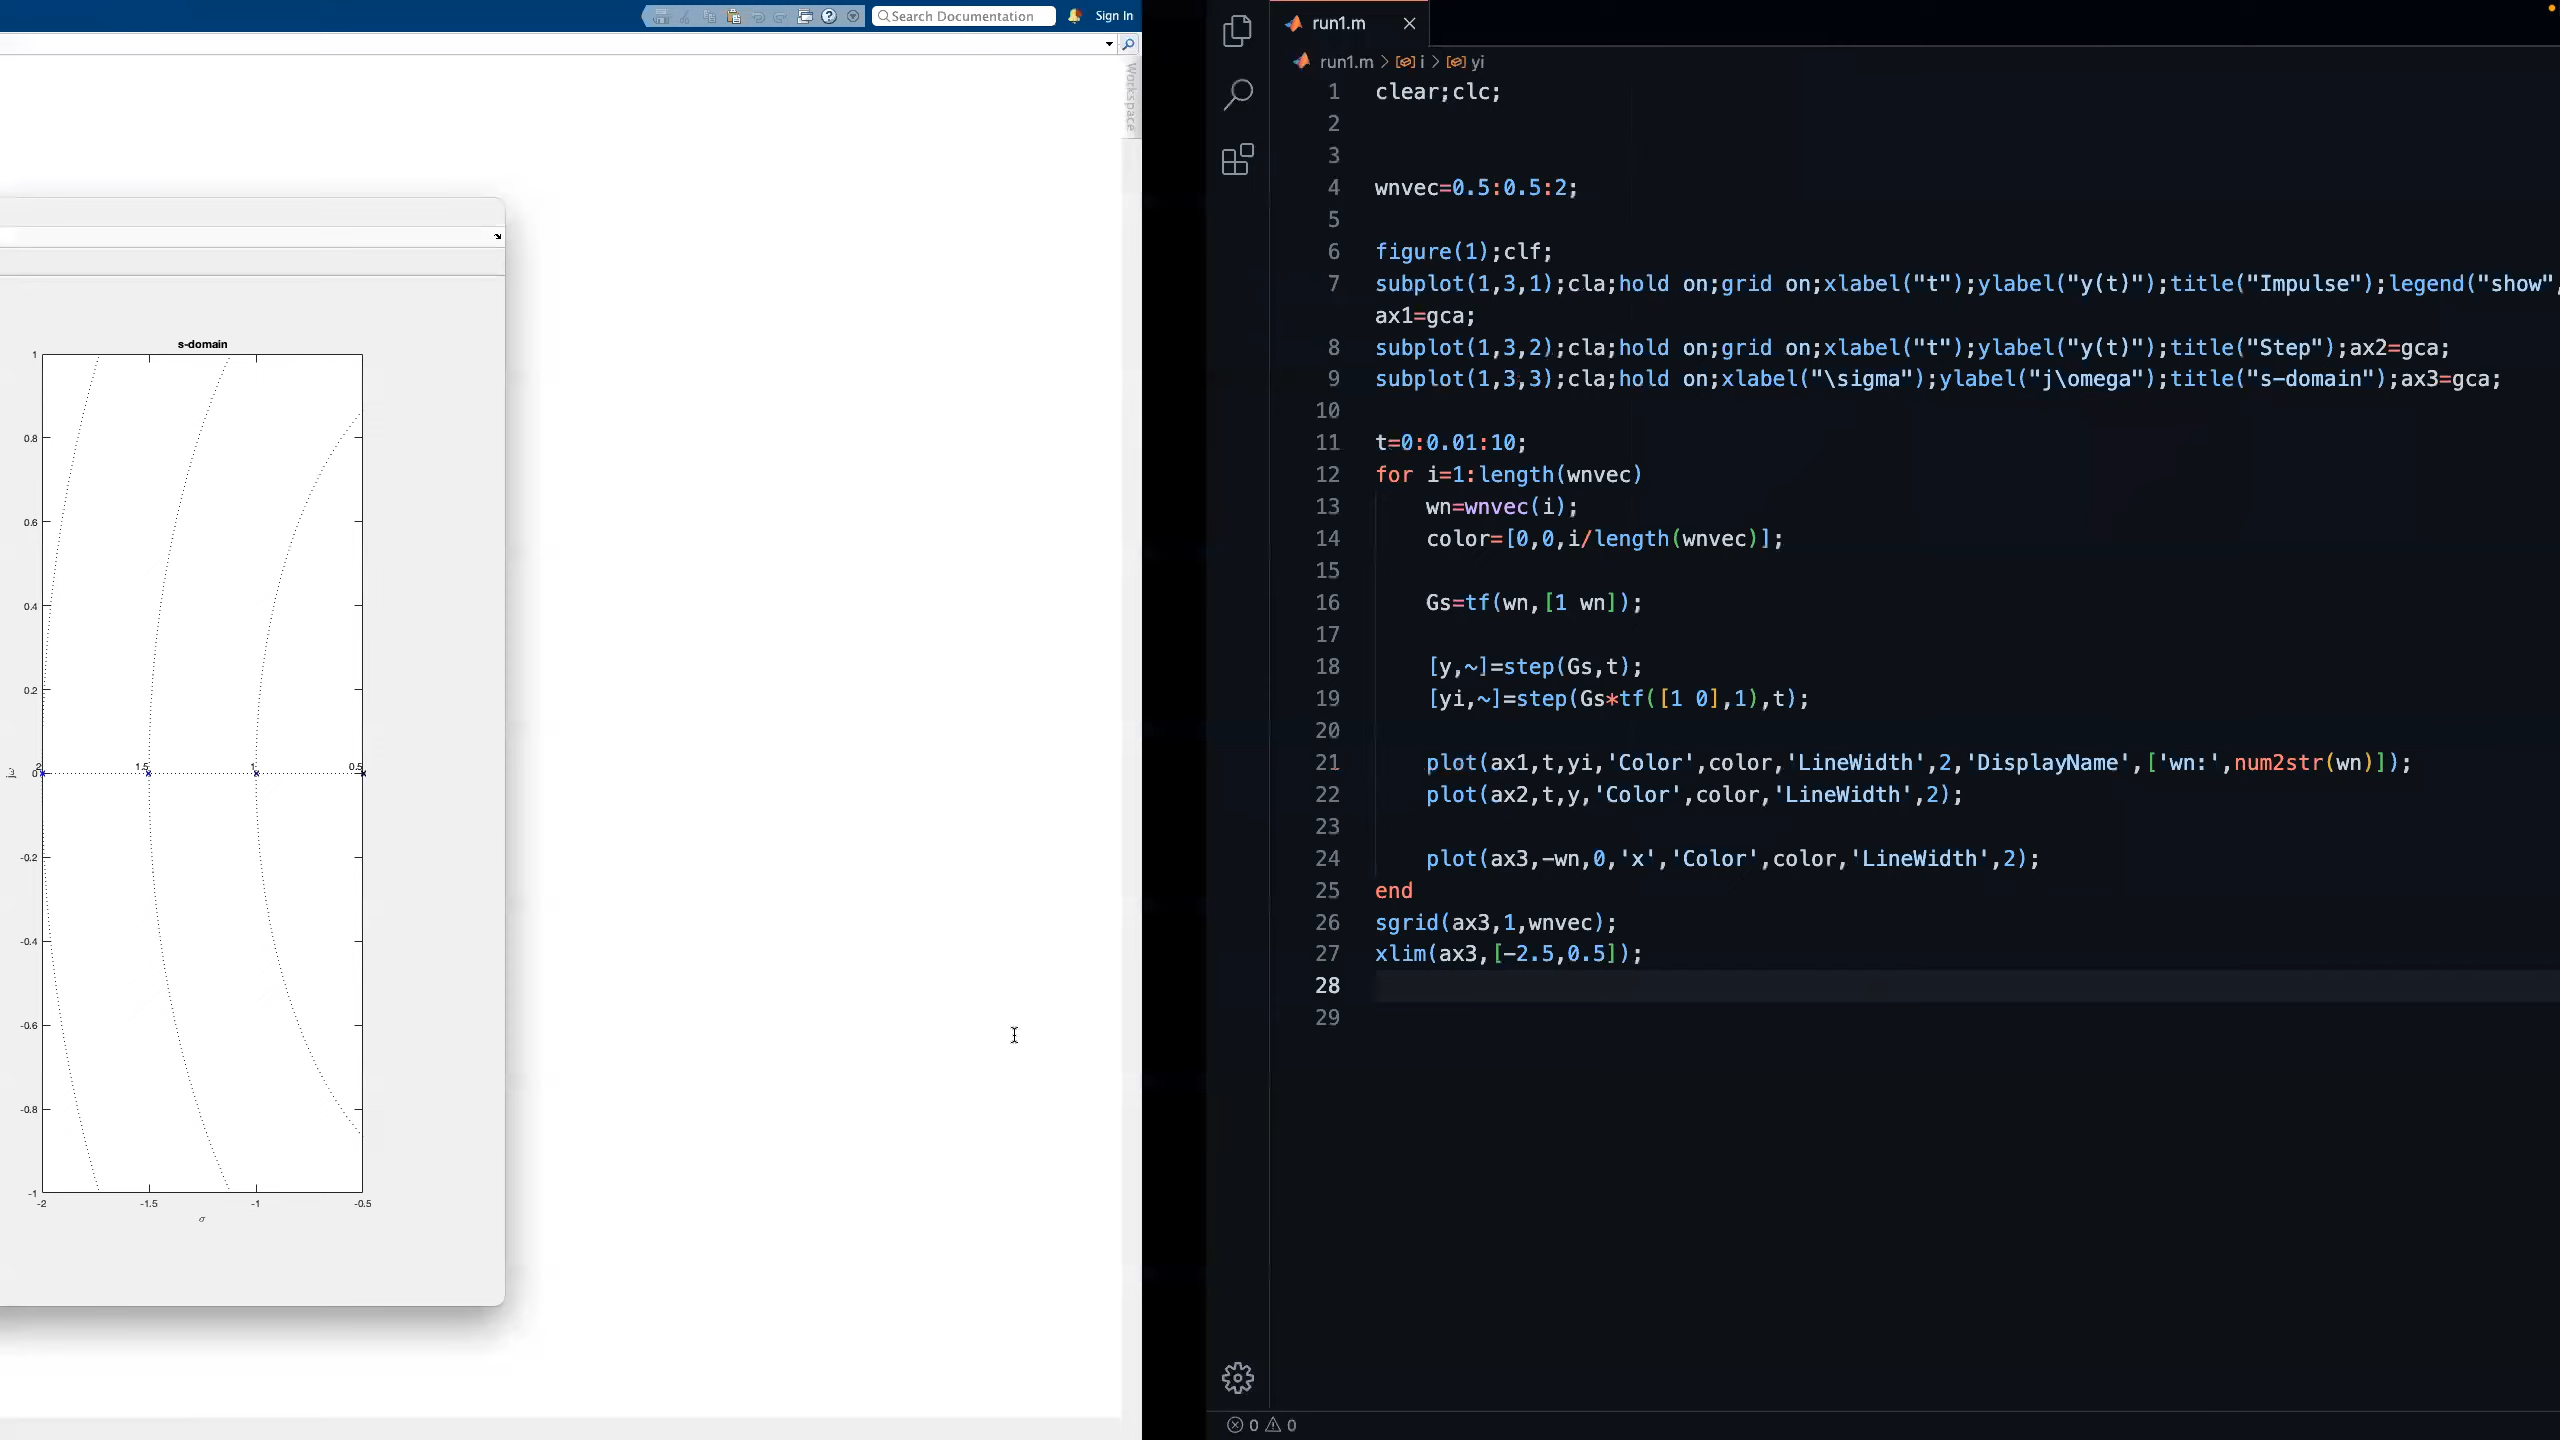 Search Documentation
Sign In
Workspace
s-domain
1
0.8
0.6
0.4
0.2
0
-0.2
-0.4
-0.6
-0.8
-1
2
1.5
1
0.5
jω
-2
-1.5
-1
-0.5
σ
run1.m
run1.m > i > yi
1 clear;clc;
2
3
4 wnvec=0.5:0.5:2;
5
6 figure(1);clf;
7 subplot(1,3,1);cla;hold on;grid on;xlabel("t");ylabel("y(t)");title("Impulse");legend("show",
ax1=gca;
8 subplot(1,3,2);cla;hold on;grid on;xlabel("t");ylabel("y(t)");title("Step");ax2=gca;
9 subplot(1,3,3);cla;hold on;xlabel("\sigma");ylabel("j\omega");title("s-domain");ax3=gca;
10
11 t=0:0.01:10;
12 for i=1:length(wnvec)
13 wn=wnvec(i);
14 color=[0,0,i/length(wnvec)];
15
16 Gs=tf(wn,[1 wn]);
17
18 [y,~]=step(Gs,t);
19 [yi,~]=step(Gs*tf([1 0],1),t);
20
21 plot(ax1,t,yi,'Color',color,'LineWidth',2,'DisplayName',['wn:',num2str(wn)]);
22 plot(ax2,t,y,'Color',color,'LineWidth',2);
23
24 plot(ax3,-wn,0,'x','Color',color,'LineWidth',2);
25 end
26 sgrid(ax3,1,wnvec);
27 xlim(ax3,[-2.5,0.5]);
28
29
0 0